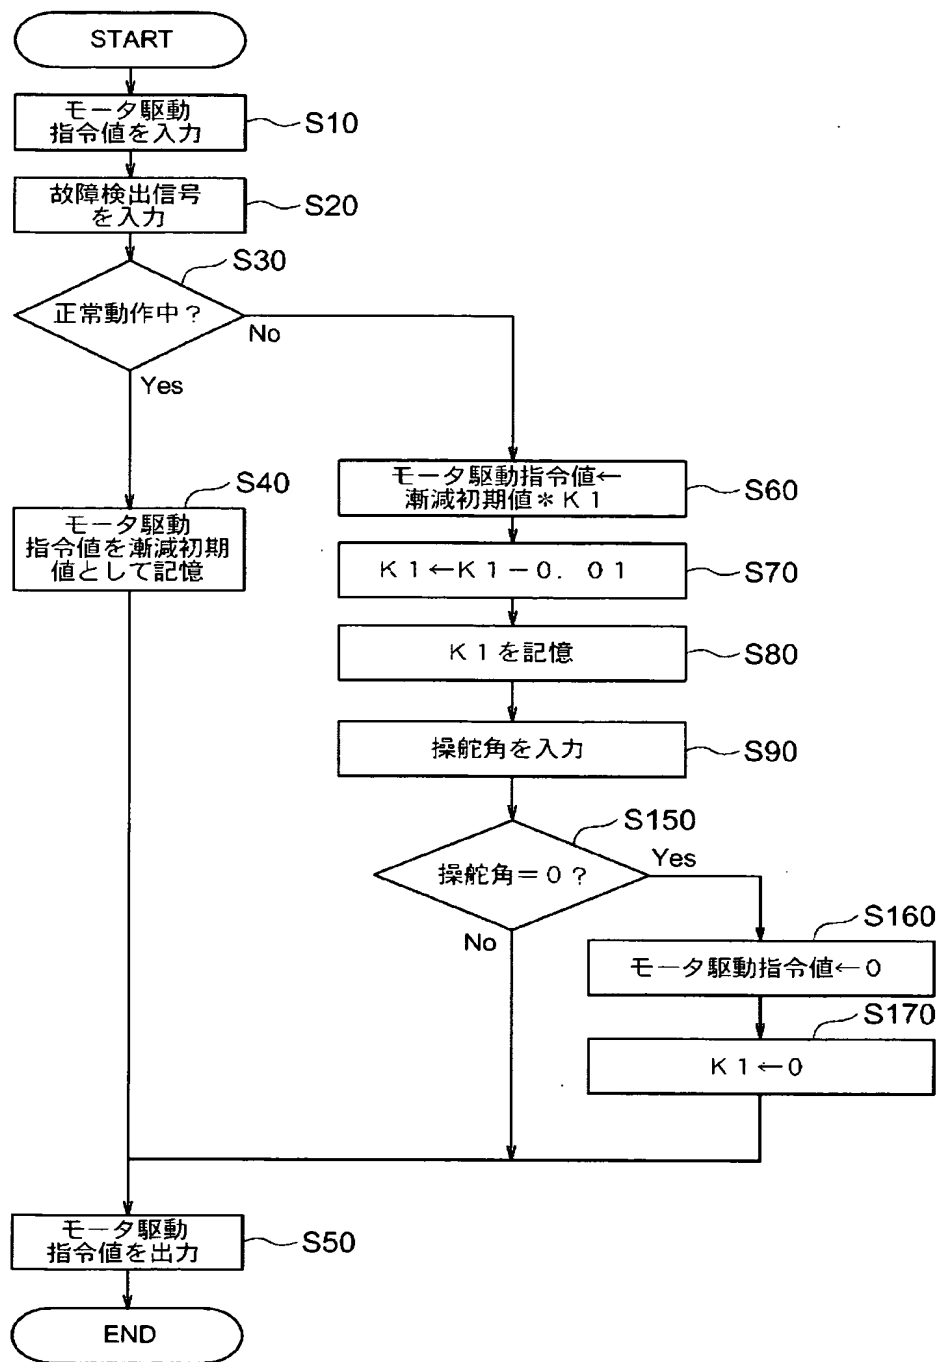 START
モータ駆動
指令値を入力
S10
故障検出信号
を入力
S20
S30
正常動作中？
No
Yes
S40
モータ駆動
指令値を漸減初期
値として記憶
モータ駆動指令値←
漸減初期値＊Ｋ１
S60
Ｋ１←Ｋ１－０．０１
S70
Ｋ１を記憶
S80
操舵角を入力
S90
S150
操舵角＝０？
Yes
No
S160
モータ駆動指令値←０
S170
Ｋ１←０
モータ駆動
指令値を出力
S50
END